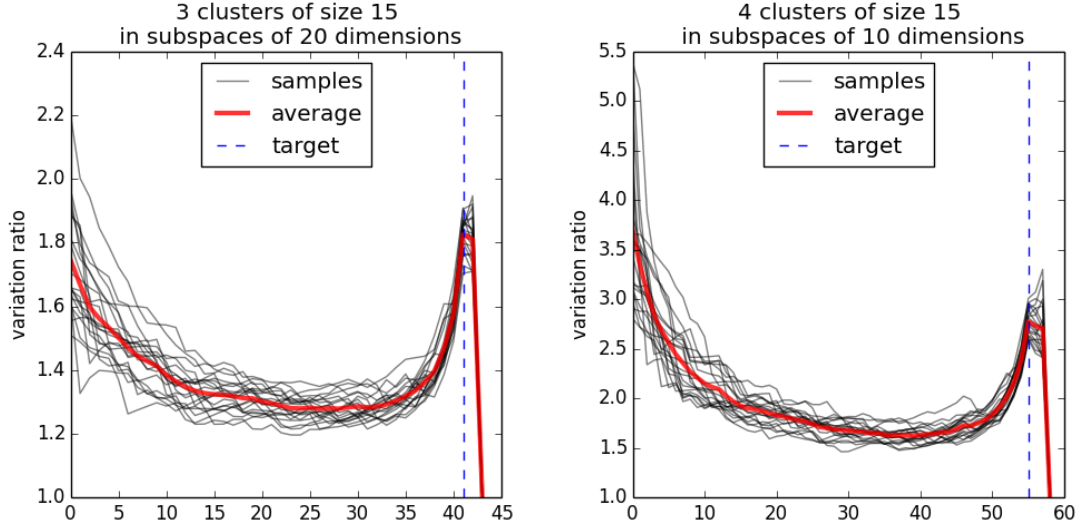 3 clusters of size 15
in subspaces of 20 dimensions
2.4
2.2
2.0
1.8
1.6
1.4
1.2
1.0
variation ratio
samples
average
target
0 5 10 15 20 25 30 35 40 45
4 clusters of size 15
in subspaces of 10 dimensions
5.5
5.0
4.5
4.0
3.5
3.0
2.5
2.0
1.5
1.0
variation ratio
samples
average
target
0 10 20 30 40 50 60